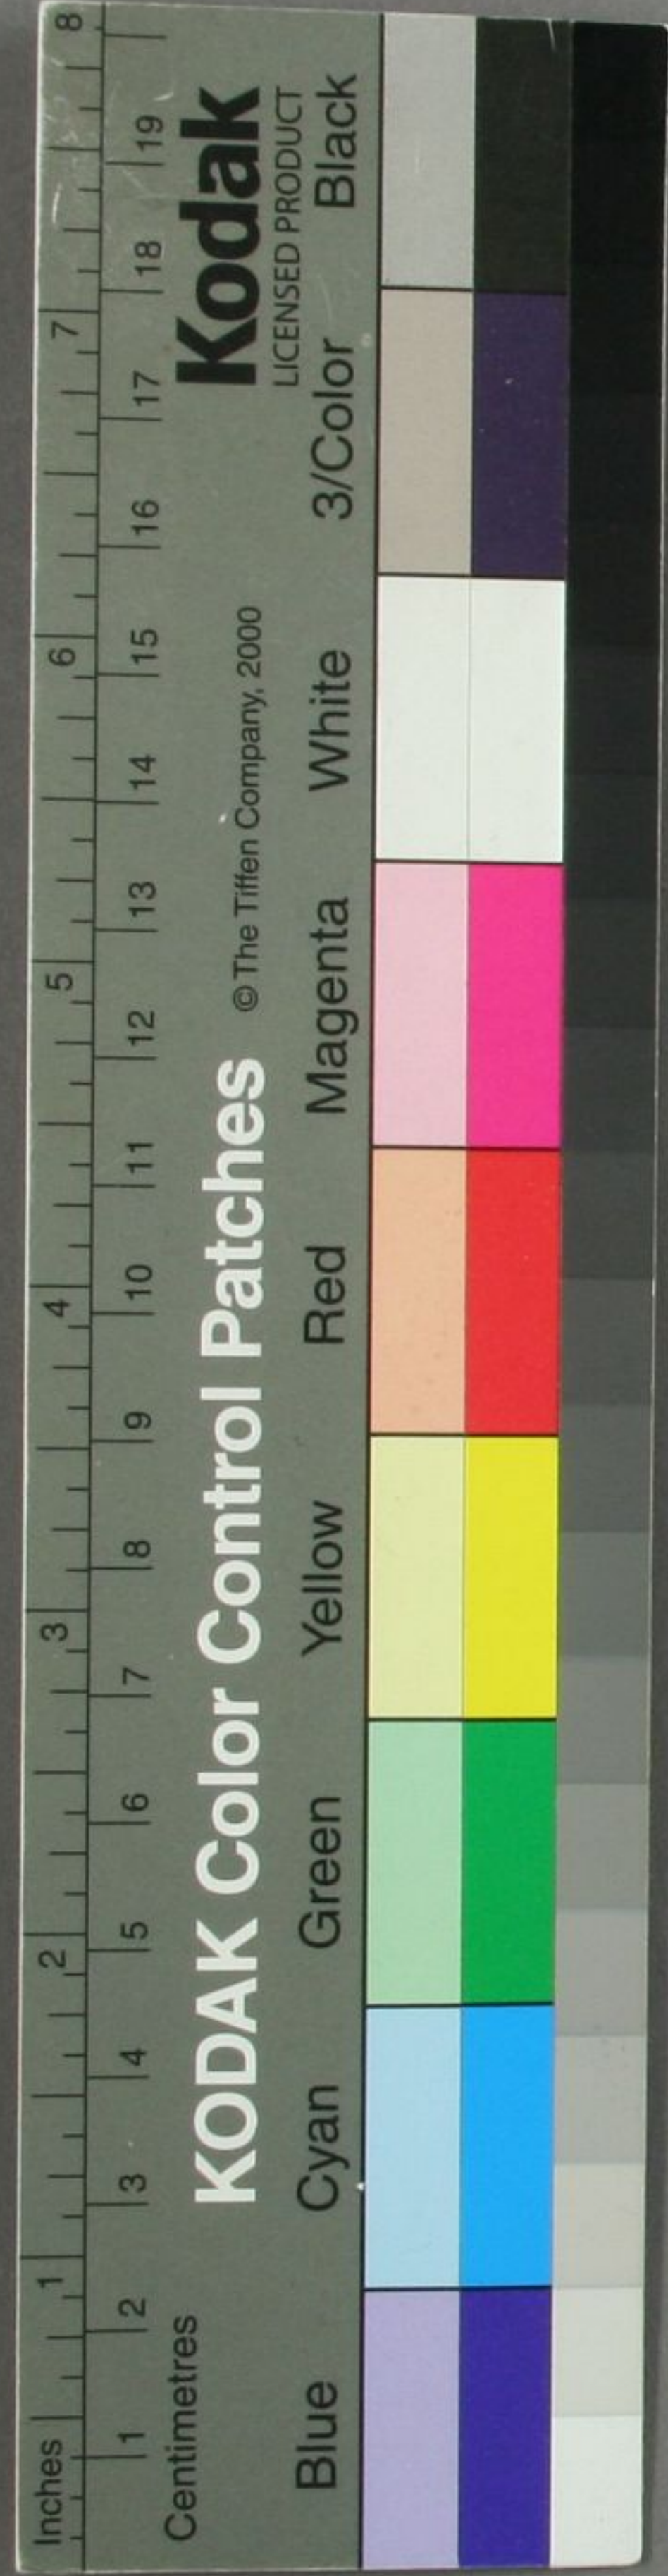 Inches 1 2 3 4 5 6 7 8
1 2 3 4 5 6 7 8 9 10 11 12 13 14 15 16 17 18 19
Centimetres
KODAK Color Control Patches © The Tiffen Company, 2000 Kodak
LICENSED PRODUCT
Blue Cyan Green Yellow Red Magenta White 3/Color Black